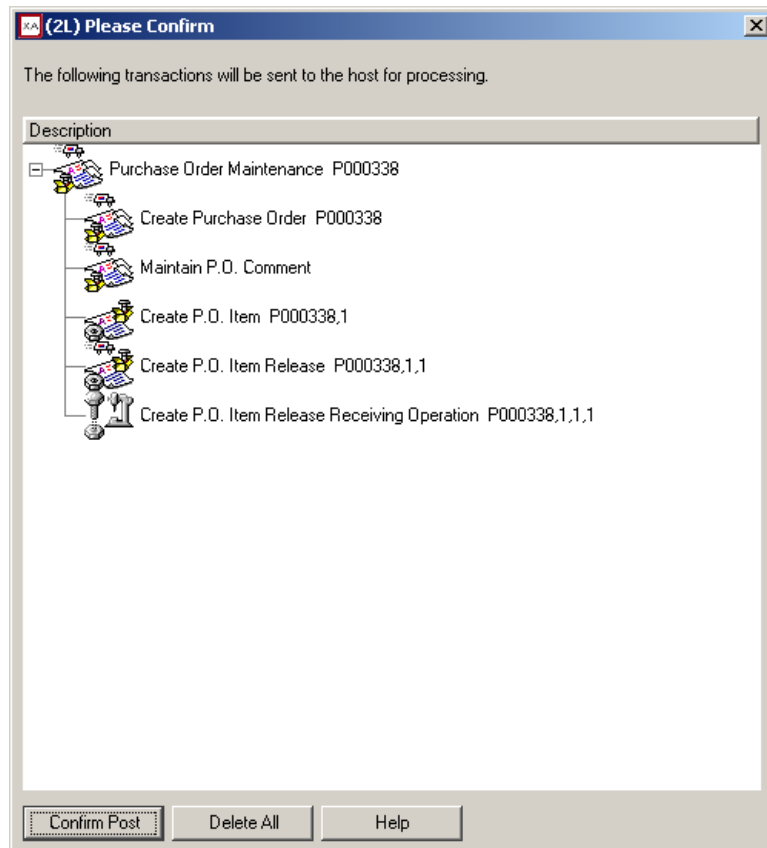 XA (2L) Please Confirm
The following transactions will be sent to the host for processing.
Description
Purchase Order Maintenance P000338
Create Purchase Order P000338
Maintain P.O. Comment
Create P.O. Item P000338,1
Create P.O. Item Release P000338,1,1
Create P.O. Item Release Receiving Operation P000338,1,1,1
Confirm Post Delete All Help